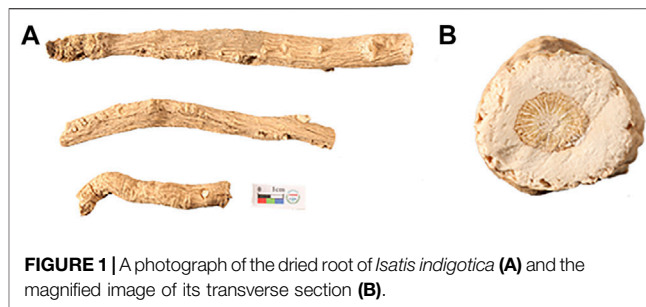 A
B
0 1cm
FIGURE 1 | A photograph of the dried root of Isatis indigotica (A) and the
magnified image of its transverse section (B).